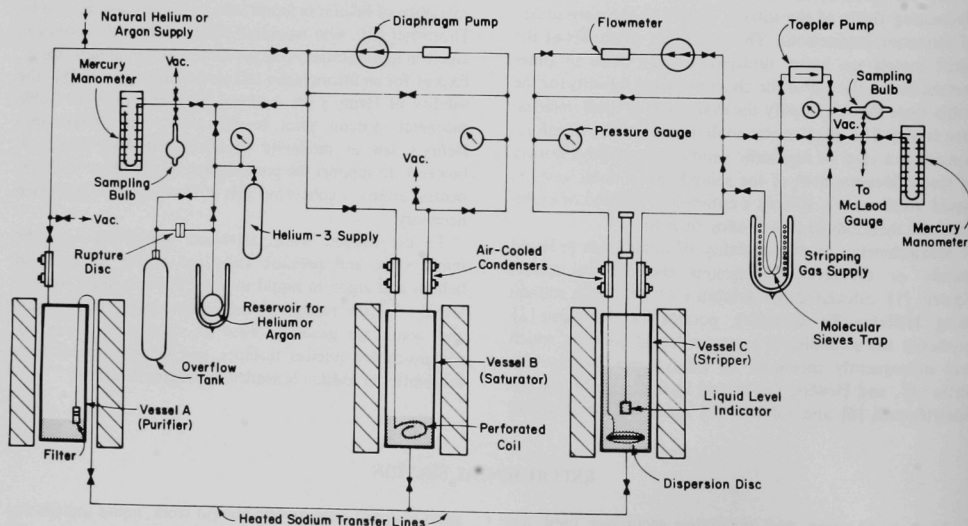 Natural Helium or
Argon Supply
Diaphragm Pump
Flowmeter
Toepler Pump
Mercury
Manometer
Vac.
Sampling
Bulb
Vac.
Pressure Gauge
Vac.
Sampling
Bulb
To
McLeod
Gauge
Mercury
Manometer
Vac.
Rupture
Disc
Helium-3 Supply
Air-Cooled
Condensers
Stripping
Gas Supply
Reservoir for
Helium or
Argon
Molecular
Sieves Trap
Overflow
Tank
Vessel A
(Purifier)
Vessel B
(Saturator)
Vessel C
(Stripper)
Liquid Level
Indicator
Perforated
Coil
Filter
Dispersion Disc
Heated Sodium Transfer Lines